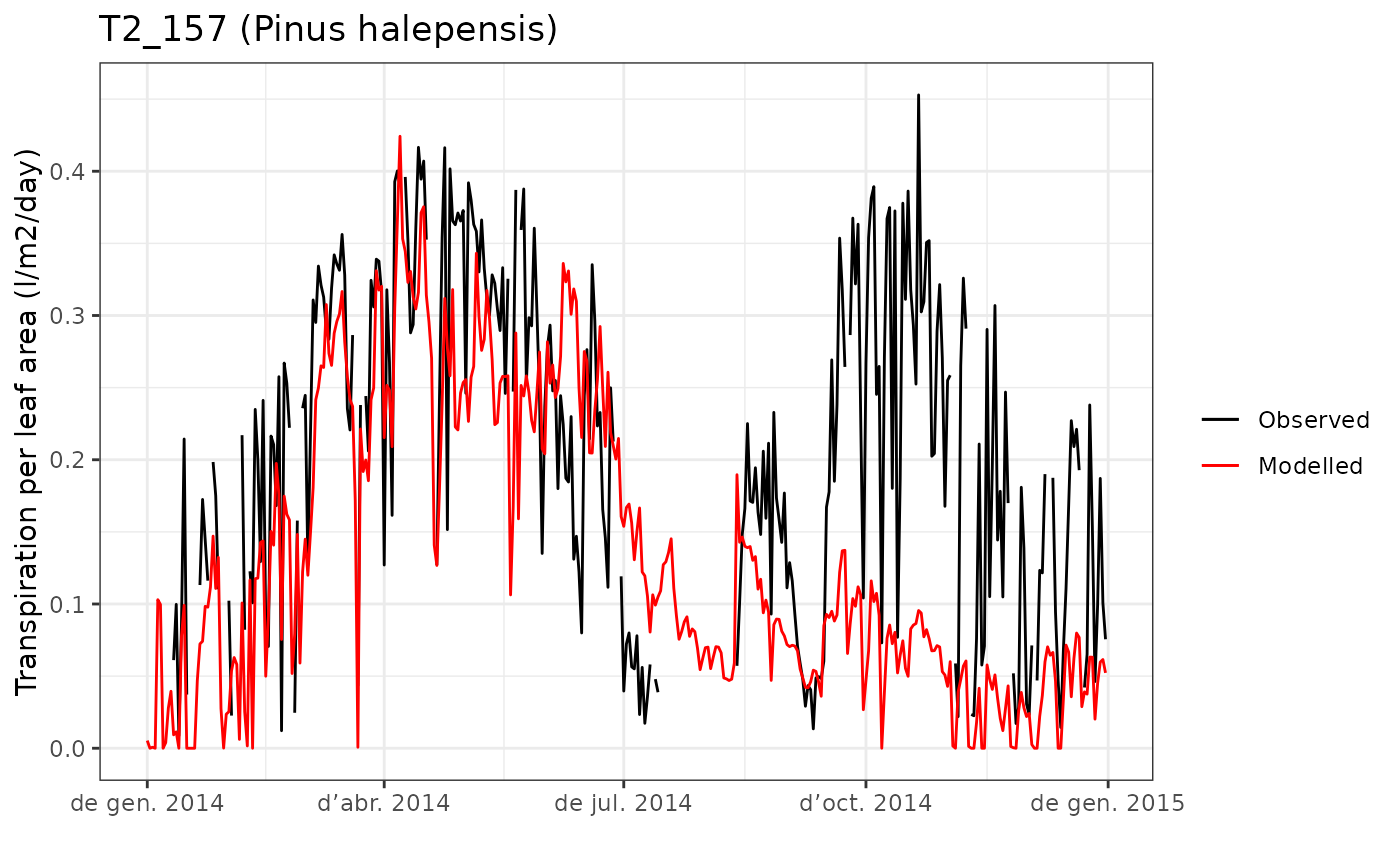 T2_157 (Pinus halepensis)
Transpiration per leaf area (l/m2/day)
0.4
0.3
0.2
0.1
0.0
de gen. 2014
d’abr. 2014
de jul. 2014
d’oct. 2014
de gen. 2015
Observed
Modelled